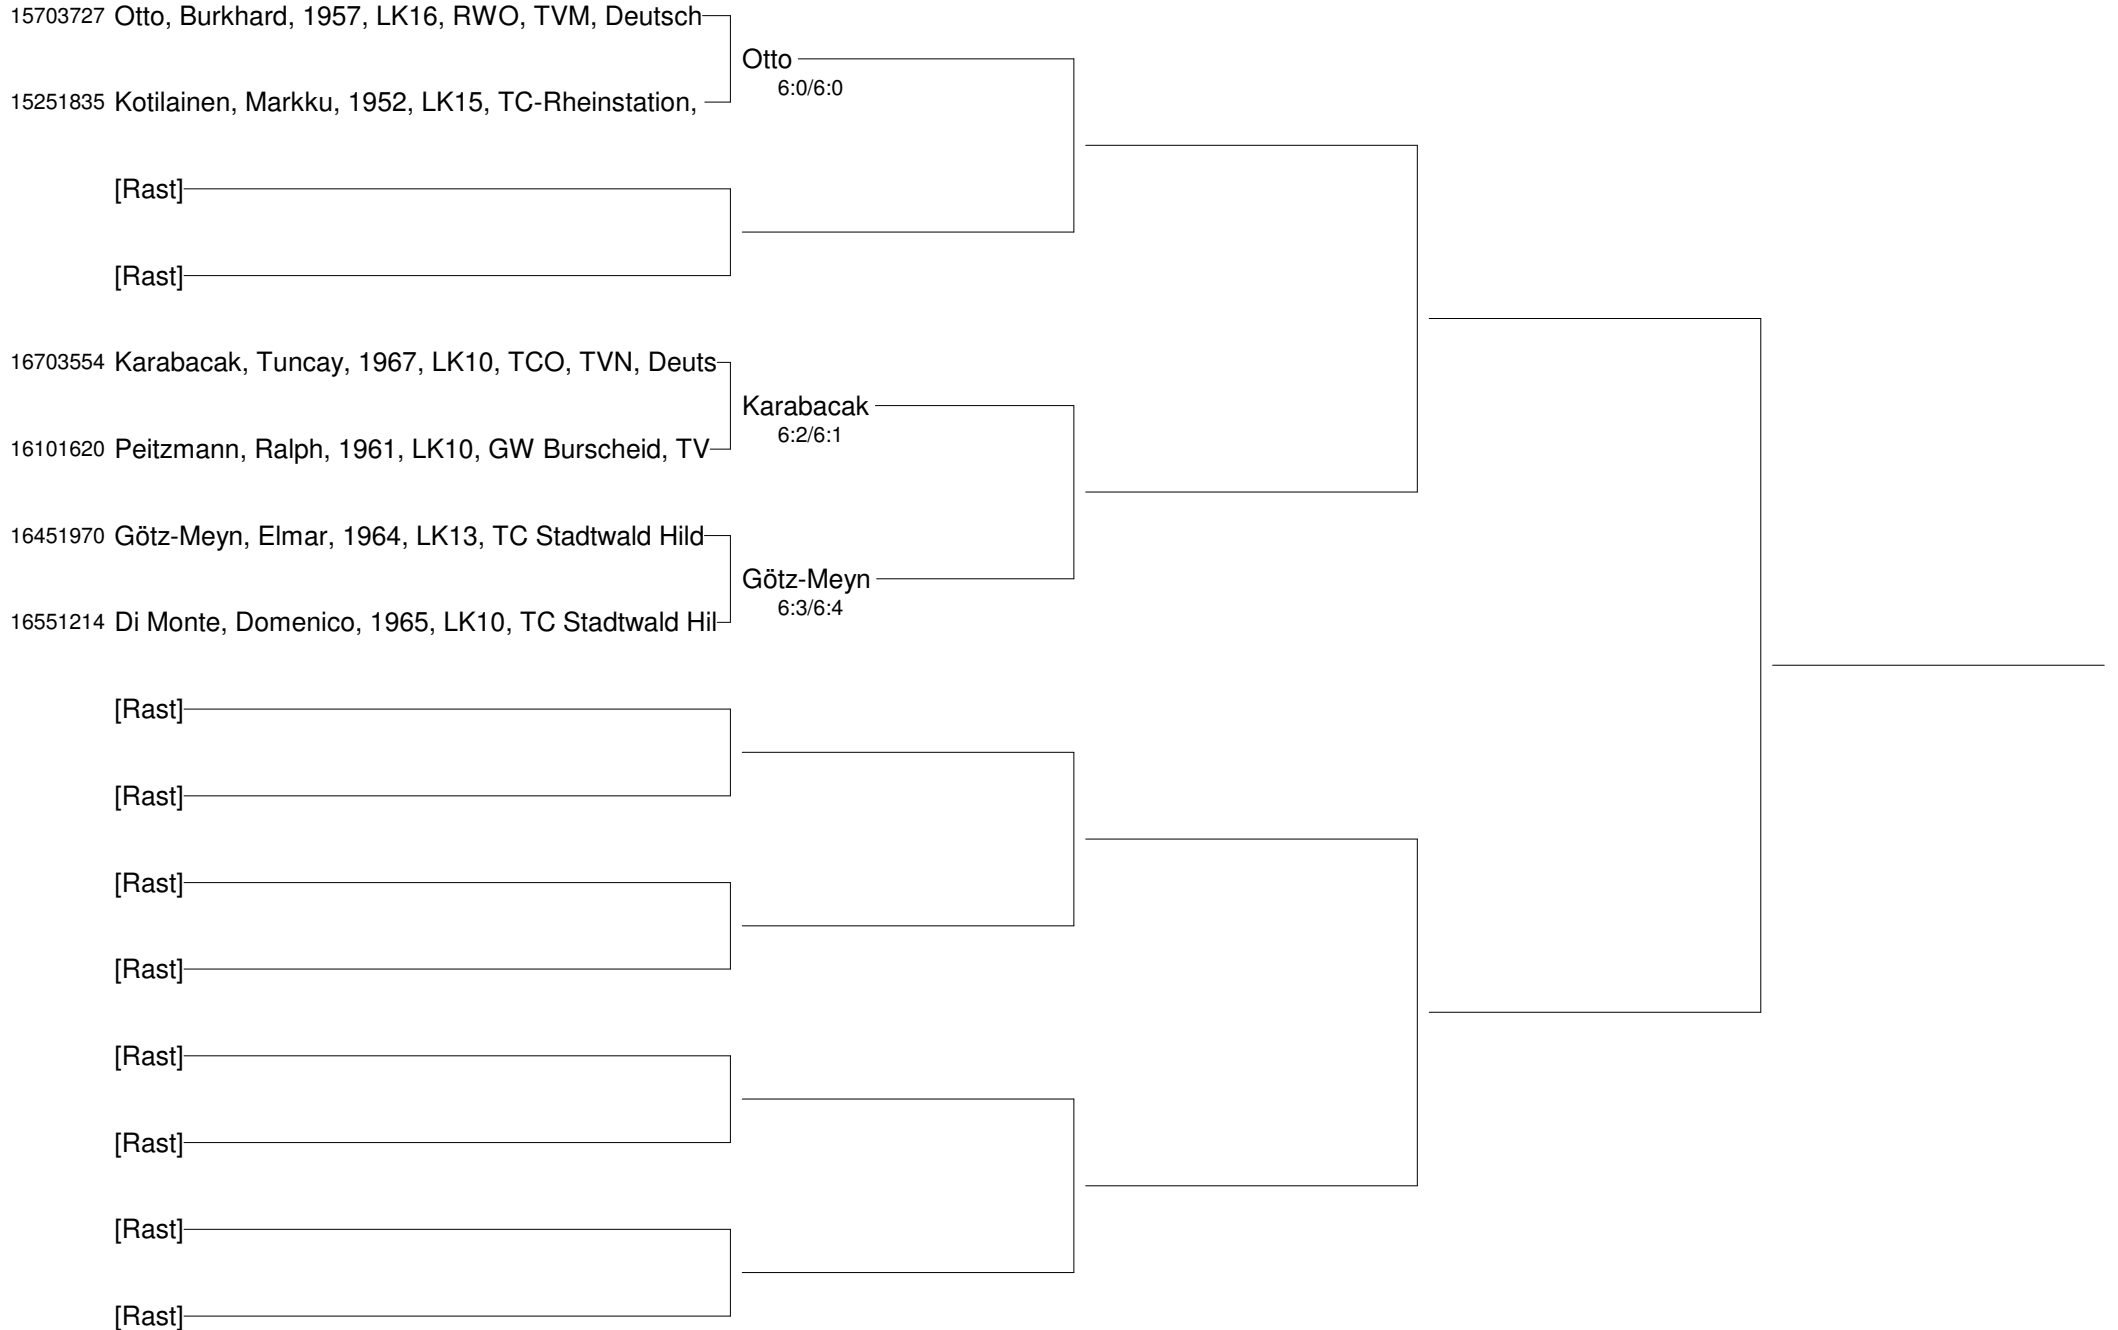 15703727 Otto, Burkhard, 1957, LK16, RWO, TVM, Deutsch
Otto
6:0/6:0
15251835 Kotilainen, Markku, 1952, LK15, TC-Rheinstation,
[Rast]
[Rast]
16703554 Karabacak, Tuncay, 1967, LK10, TCO, TVN, Deuts
Karabacak
6:2/6:1
16101620 Peitzmann, Ralph, 1961, LK10, GW Burscheid, TV
16451970 Götz-Meyn, Elmar, 1964, LK13, TC Stadtwald Hild
Götz-Meyn
6:3/6:4
16551214 Di Monte, Domenico, 1965, LK10, TC Stadtwald Hil
[Rast]
[Rast]
[Rast]
[Rast]
[Rast]
[Rast]
[Rast]
[Rast]